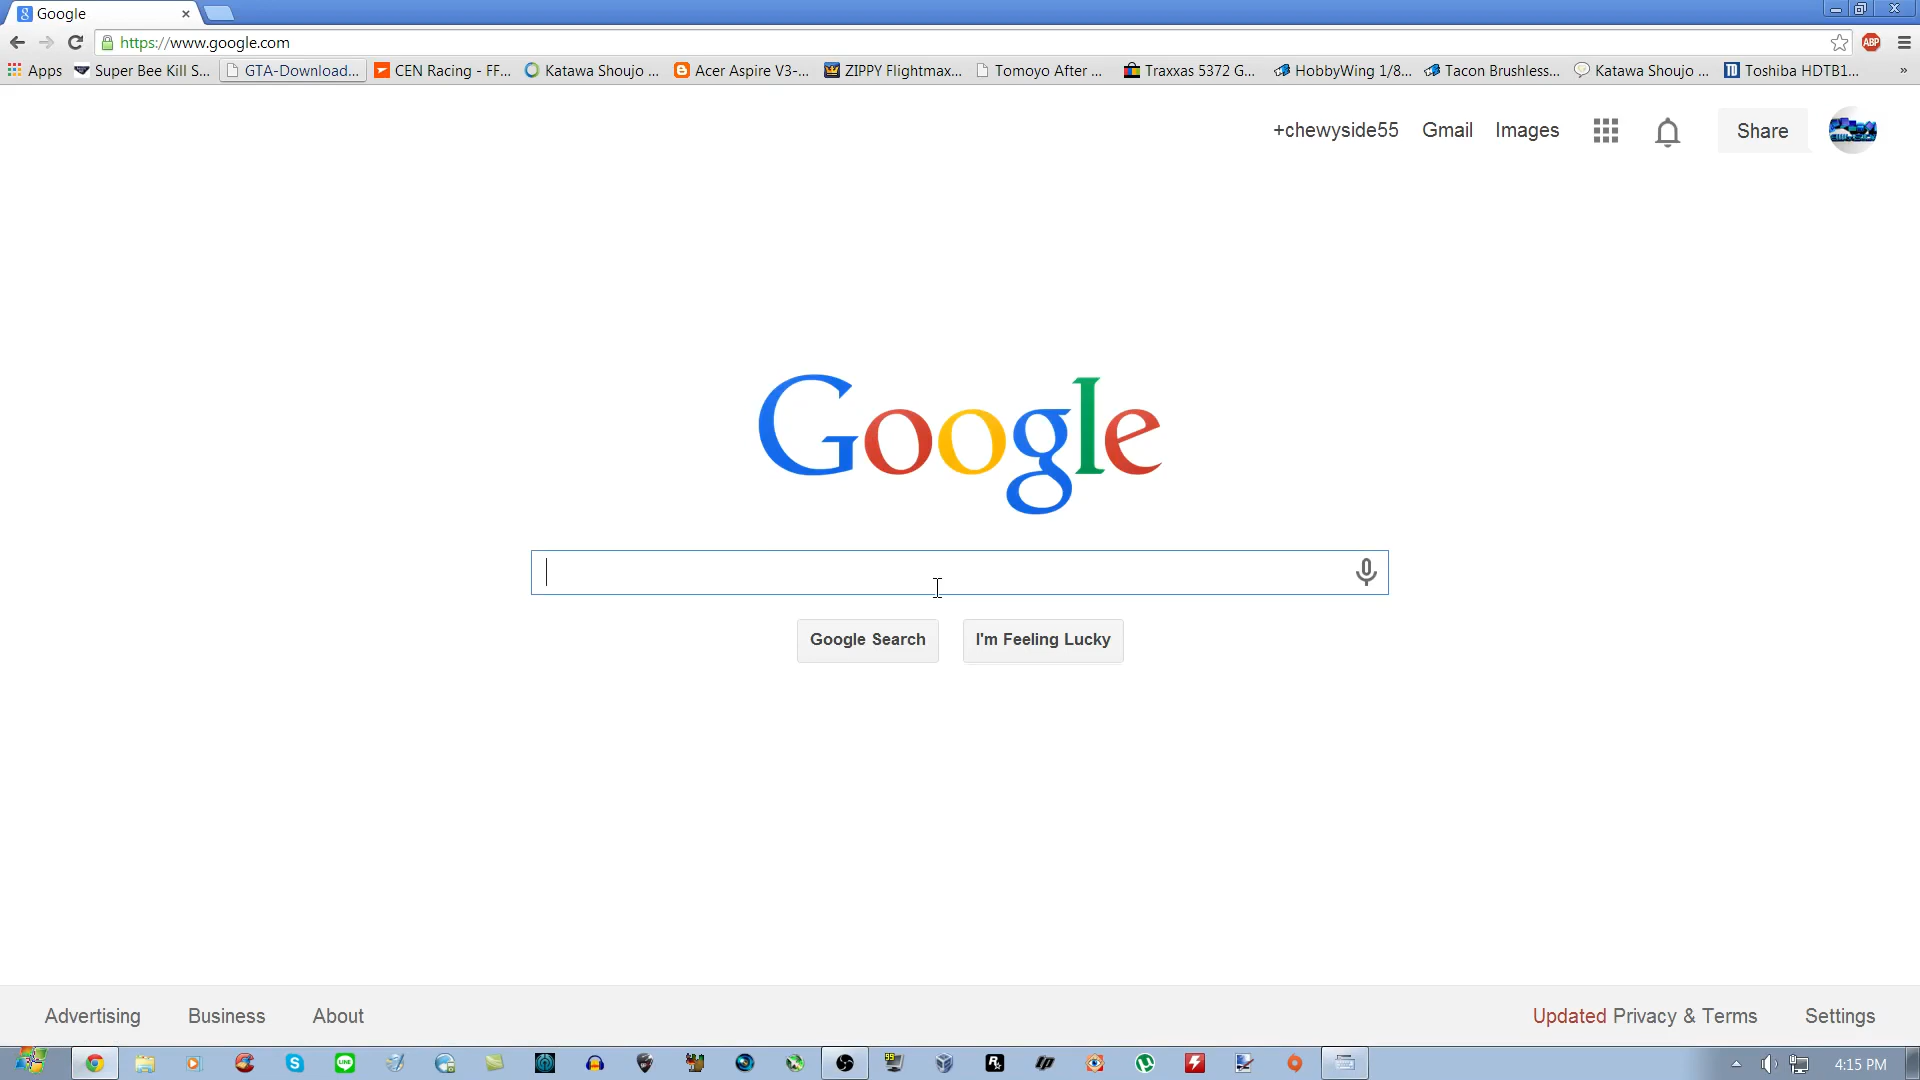 Google
https://www.google.com
Apps Super Bee Kill S... GTA-Download... CEN Racing - FF... Katawa Shoujo ... Acer Aspire V3-... ZIPPY Flightmax... Tomoyo After ... Traxxas 5372 G... HobbyWing 1/8... Tacon Brushless... Katawa Shoujo ... Toshiba HDTB1... »
ABP
+chewyside55 Gmail Images Share
Google
Google Search I'm Feeling Lucky
Advertising Business About Updated Privacy & Terms Settings
4:15 PM